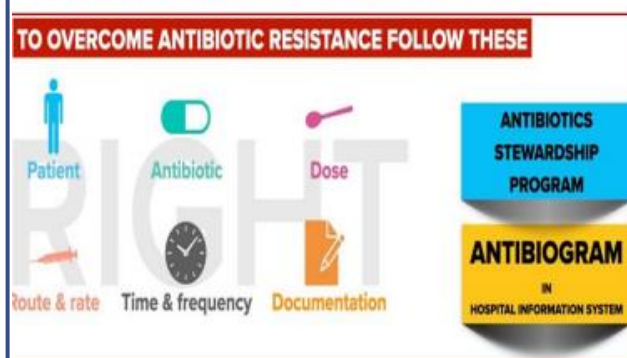 TO OVERCOME ANTIBIOTIC RESISTANCE FOLLOW THESE
RIGHT
Patient
Antibiotic
Dose
Route & rate
Time & frequency
Documentation
ANTIBIOTICS
STEWARDSHIP
PROGRAM
ANTIBIOGRAM
IN
HOSPITAL INFORMATION SYSTEM